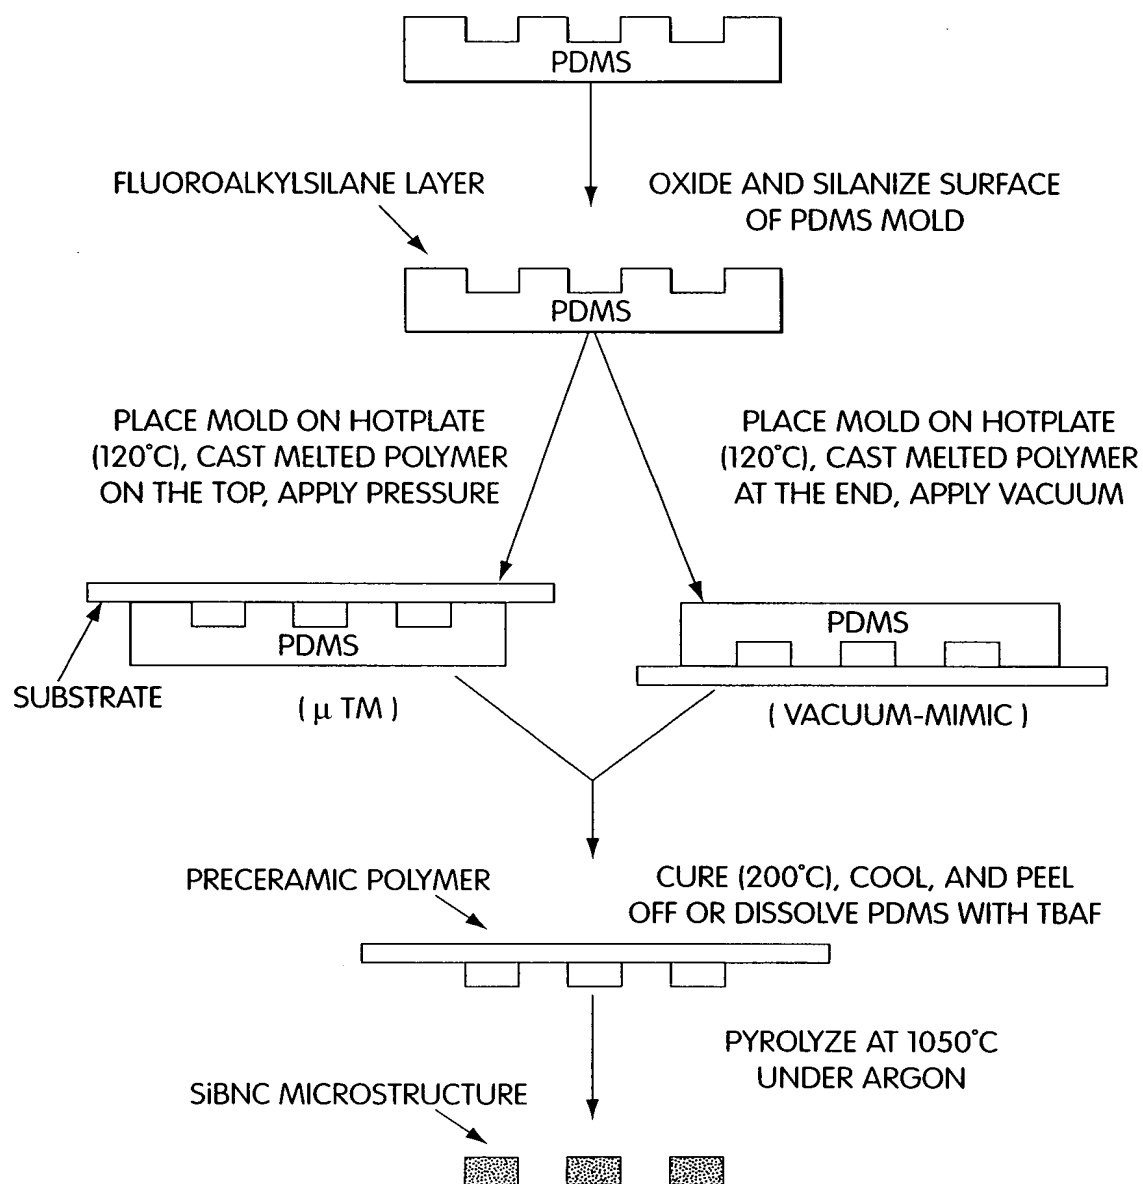 PDMS
FLUOROALKYLSILANE LAYER
OXIDE AND SILANIZE SURFACE
OF PDMS MOLD
PDMS
PLACE MOLD ON HOTPLATE
(120°C), CAST MELTED POLYMER
ON THE TOP, APPLY PRESSURE
PLACE MOLD ON HOTPLATE
(120°C), CAST MELTED POLYMER
AT THE END, APPLY VACUUM
PDMS
SUBSTRATE
( μ TM )
PDMS
( VACUUM-MIMIC )
PRECERAMIC POLYMER
CURE (200°C), COOL, AND PEEL
OFF OR DISSOLVE PDMS WITH TBAF
PYROLYZE AT 1050°C
UNDER ARGON
SiBNC MICROSTRUCTURE